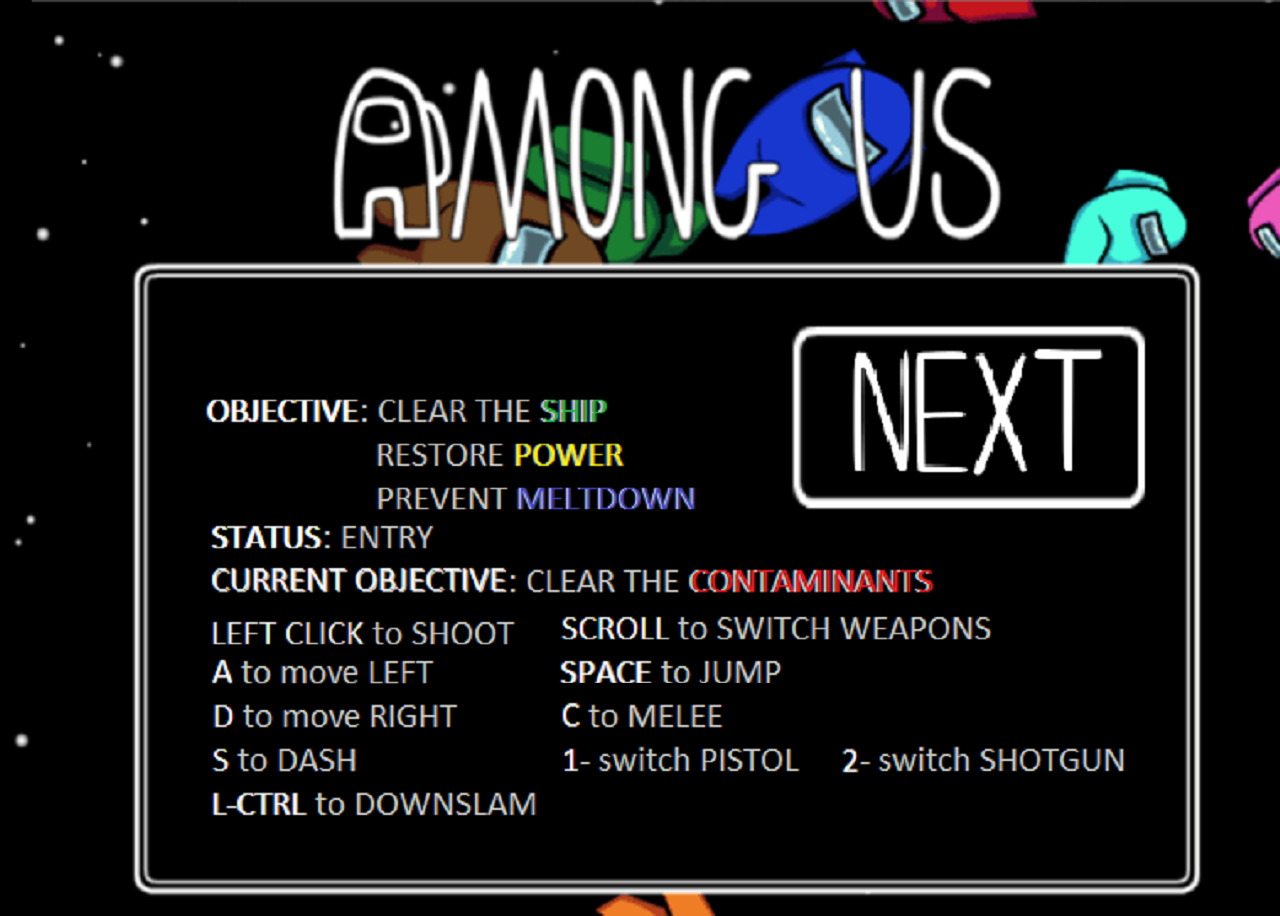 AMONG US
NEXT
OBJECTIVE: CLEAR THE SHIP
RESTORE POWER
PREVENT MELTDOWN
STATUS: ENTRY
CURRENT OBJECTIVE: CLEAR THE CONTAMINANTS
LEFT CLICK to SHOOT SCROLL to SWITCH WEAPONS
A to move LEFT SPACE to JUMP
D to move RIGHT C to MELEE
S to DASH 1- switch PISTOL 2- switch SHOTGUN
L-CTRL to DOWNSLAM